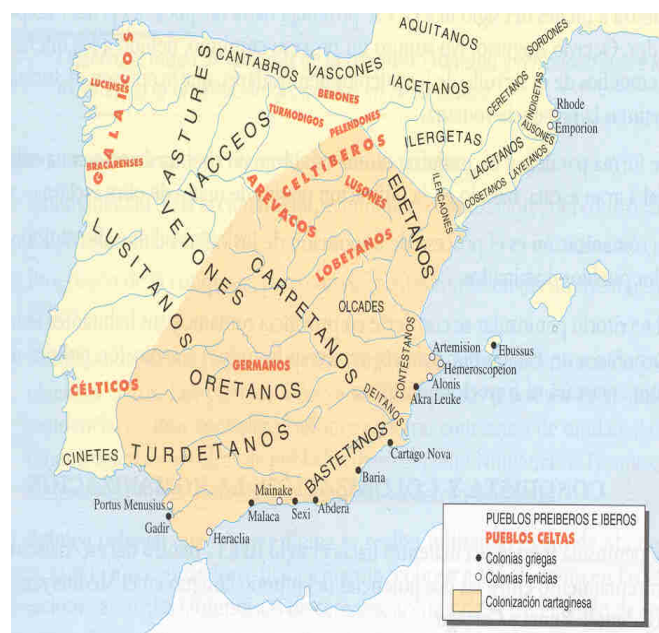 AQUITANOS
SORDONES
CÁNTABROS
VASCONES
IACETANOS
CERETANOS
INDIGETAS
AUSONES
Rhode
Emporion
ASTURES
GALAICOS
LUCENSES
BRACARENSES
BERONES
TURMODIGOS
PELENDONES
ILERGETAS
LACETANOS
LAYETANOS
COSETANOS
ILERCAONES
VACCEOS
CELTIBEROS
AREVACOS
LUSONES
EDETANOS
VETONES
LUSITANOS
LOBETANOS
CARPETANOS
OLCADES
CONTESTANOS
Artemision
Hemeroscopeion
Alonis
Akra Leuke
Ebussus
GERMANOS
CÉLTICOS
ORETANOS
DEITANOS
CINETES
TURDETANOS
BASTETANOS
Cartago Nova
Baria
Abdera
Sexi
Mainake
Malaca
Portus Menusius
Gadir
Heraclia
PUEBLOS PREIBEROS E IBEROS
PUEBLOS CELTAS
Colonias griegas
Colonias fenicias
Colonización cartaginesa